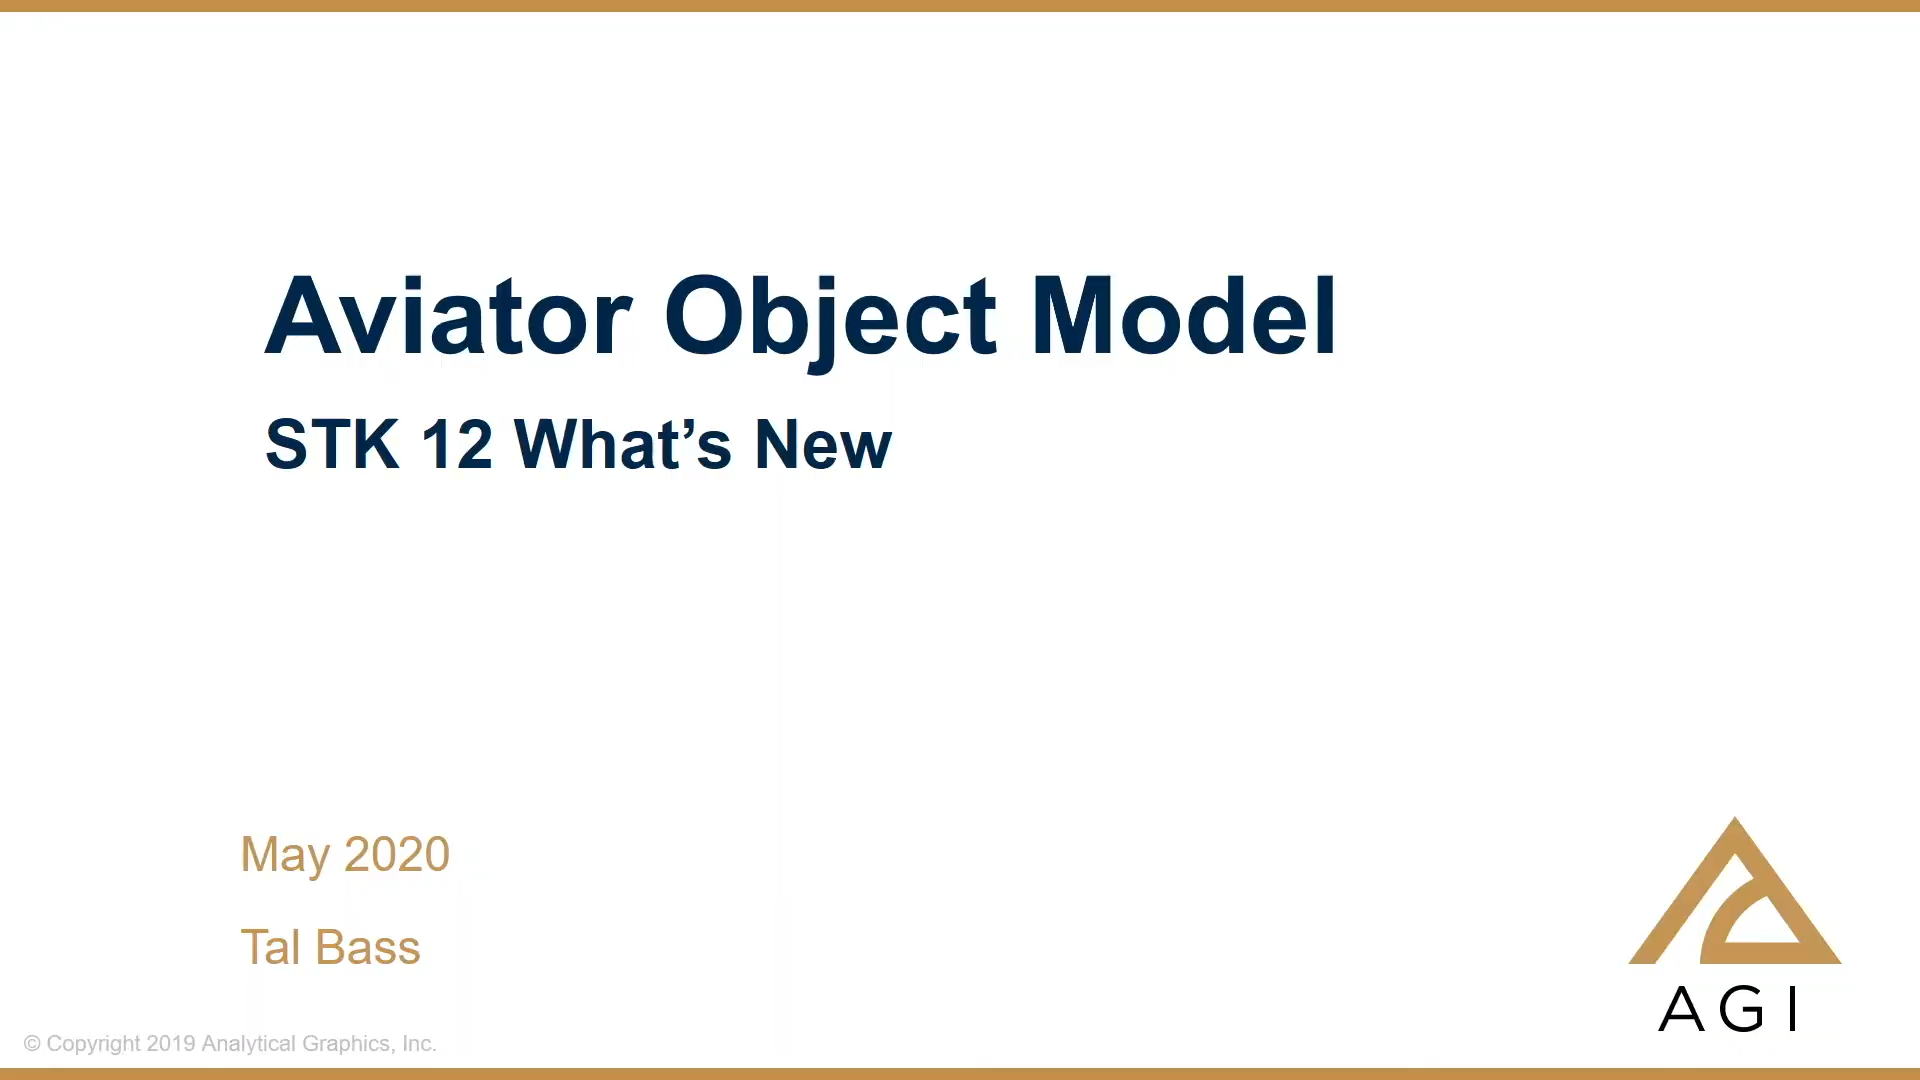 Aviator Object Model
STK 12 What’s New
May 2020
Tal Bass
AGI
© Copyright 2019 Analytical Graphics, Inc.